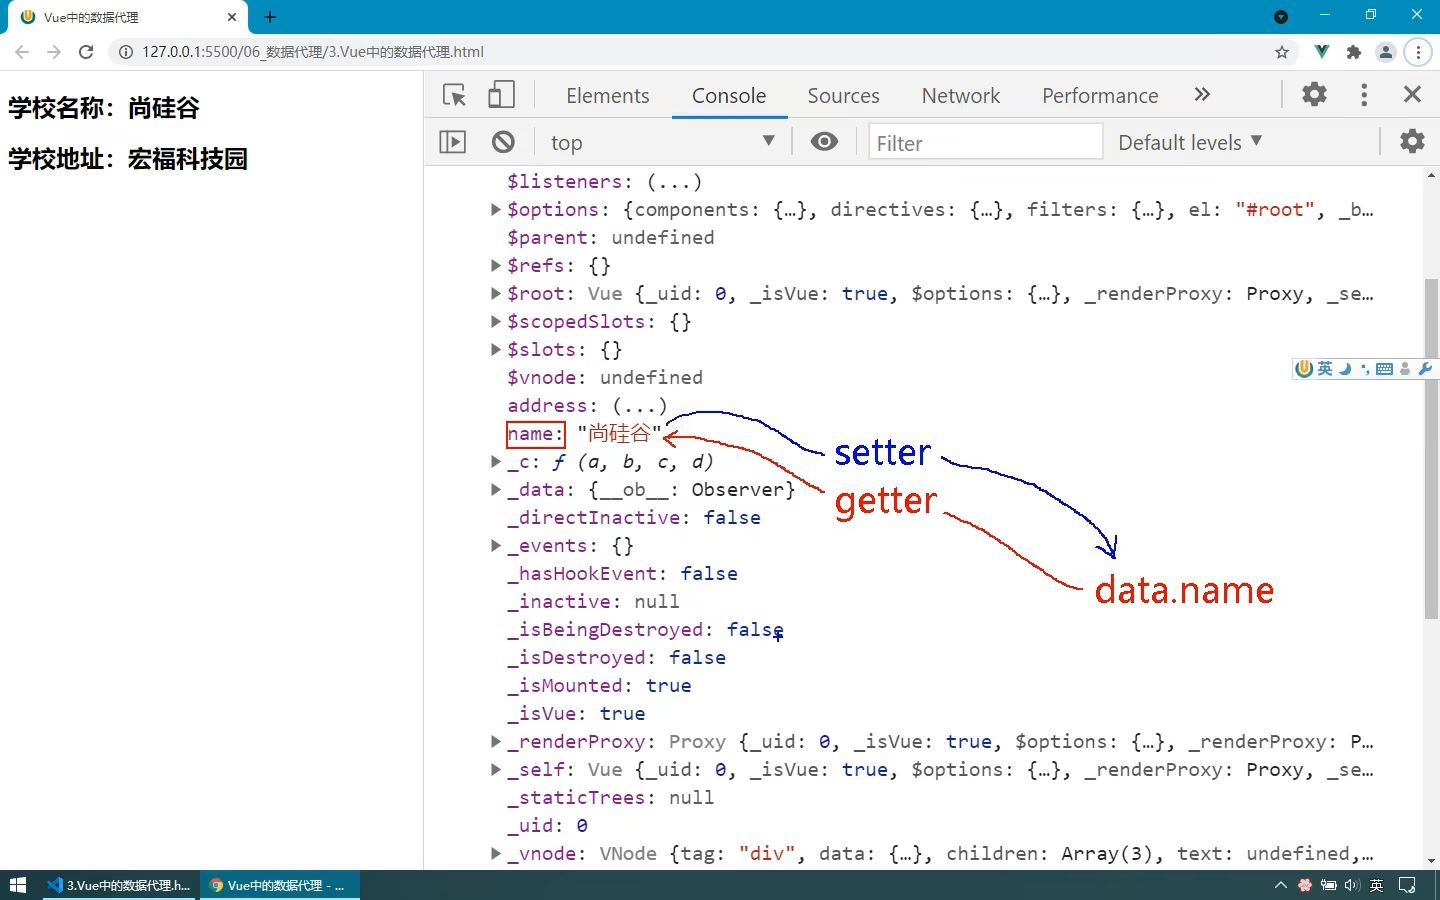 Vue中的数据代理
127.0.0.1:5500/06_数据代理/3.Vue中的数据代理.html
学校名称：尚硅谷
学校地址：宏福科技园
Elements Console Sources Network Performance
top Filter Default levels
$listeners: (...)
$options: {components: {…}, directives: {…}, filters: {…}, el: "#root", _b…
$parent: undefined
$refs: {}
$root: Vue {_uid: 0, _isVue: true, $options: {…}, _renderProxy: Proxy, _se…
$scopedSlots: {}
$slots: {}
$vnode: undefined
address: (...)
name: "尚硅谷"
setter
_c: ƒ (a, b, c, d)
_data: {__ob__: Observer}
getter
_directInactive: false
_events: {}
_hasHookEvent: false
data.name
_inactive: null
_isBeingDestroyed: false
_isDestroyed: false
_isMounted: true
_isVue: true
_renderProxy: Proxy {_uid: 0, _isVue: true, $options: {…}, _renderProxy: P…
_self: Vue {_uid: 0, _isVue: true, $options: {…}, _renderProxy: Proxy, _se…
_staticTrees: null
_uid: 0
_vnode: VNode {tag: "div", data: {…}, children: Array(3), text: undefined,…
英
3.Vue中的数据代理.h...
Vue中的数据代理 - ...
英